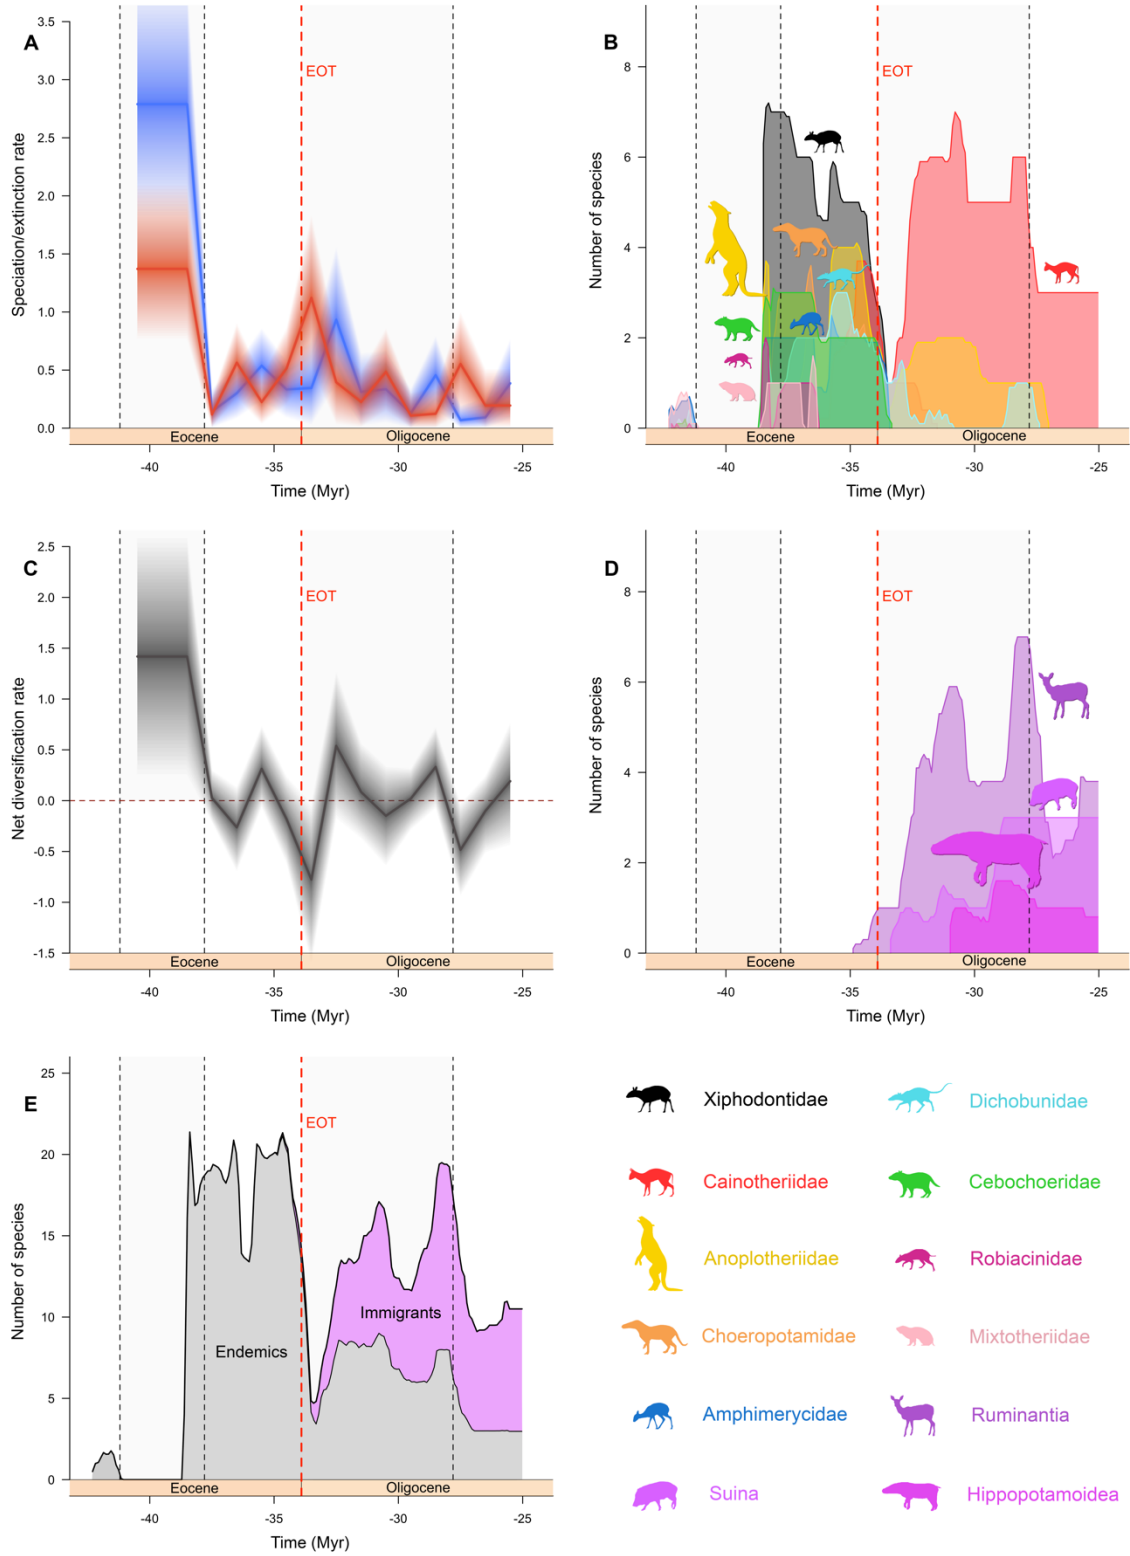 A
3.5
3.0
2.5
2.0
1.5
1.0
0.5
0.0
Speciation/extinction rate
EOT
Eocene
Oligocene
-40
-35
-30
-25
Time (Myr)
B
8
6
4
2
0
Number of species
EOT
Eocene
Oligocene
-40
-35
-30
-25
Time (Myr)
C
2.5
2.0
1.5
1.0
0.5
0.0
-0.5
-1.0
-1.5
Net diversification rate
EOT
Eocene
Oligocene
-40
-35
-30
-25
Time (Myr)
D
8
6
4
2
0
Number of species
EOT
Eocene
Oligocene
-40
-35
-30
-25
Time (Myr)
E
25
20
15
10
5
0
Number of species
EOT
Endemics
Immigrants
Eocene
Oligocene
-40
-35
-30
-25
Time (Myr)
Xiphodontidae
Dichobunidae
Cainotheriidae
Cebochoeridae
Anoplotheriidae
Robiacinidae
Choeropotamidae
Mixtotheriidae
Amphimerycidae
Ruminantia
Suina
Hippopotamoidea